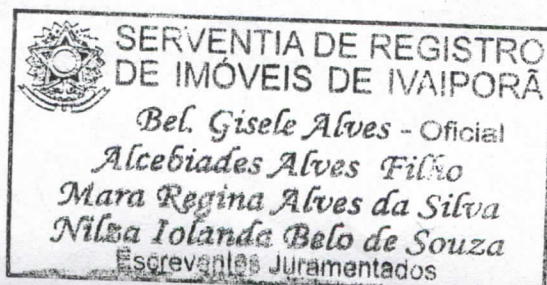 SERVENTIA DE REGISTRO
DE IMÓVEIS DE IVAIPORÃ
Bel. Gisele Alves - Oficial
Alcebiades Alves Filho
Mara Regina Alves da Silva
Nilza Iolanda Belo de Souza
Escreventes Juramentados